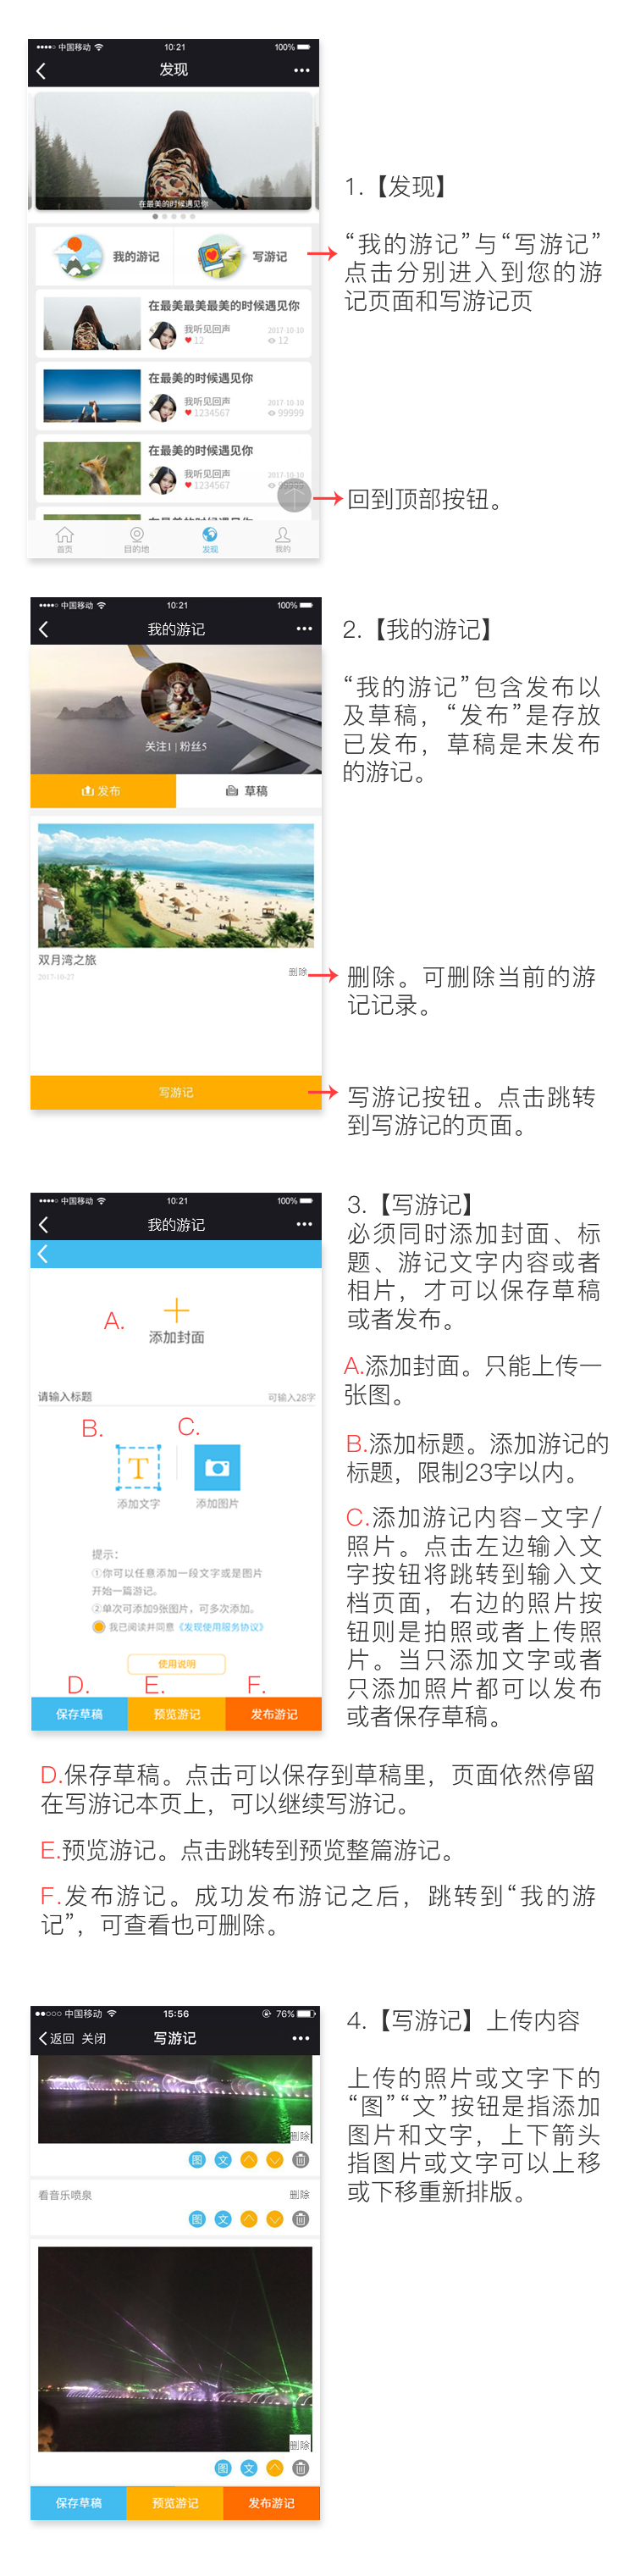 中国移动 10:21 100%
发现
在最美的时候遇见你
我的游记 写游记
在最美最美最美的时候遇见你
我听见回声 2017-10-10
12 12
在最美的时候遇见你
我听见回声 2017-10-10
1234567 99999
在最美的时候遇见你
我听见回声 2017-10-10
1234567
首页 目的地 发现 我的
1.【发现】
“我的游记”与“写游记”
点击分别进入到您的游
记页面和写游记页
回到顶部按钮。
中国移动 10:21 100%
我的游记
关注1 | 粉丝5
发布 草稿
双月湾之旅
2017-10-27 删除
写游记
2.【我的游记】
“我的游记”包含发布以
及草稿，“发布”是存放
已发布，草稿是未发布
的游记。
删除。可删除当前的游
记记录。
写游记按钮。点击跳转
到写游记的页面。
中国移动 10:21 100%
我的游记
A.
添加封面
请输入标题 可输入28字
B. C.
T
添加文字 添加图片
提示：
①你可以任意添加一段文字或是图片
开始一篇游记。
②单次可添加9张图片，可多次添加。
我已阅读并同意《发现使用服务协议》
使用说明
D. E. F.
保存草稿 预览游记 发布游记
3.【写游记】
必须同时添加封面、标
题、游记文字内容或者
相片，才可以保存草稿
或者发布。
A.添加封面。只能上传一
张图。
B.添加标题。添加游记的
标题，限制23字以内。
C.添加游记内容-文字/
照片。点击左边输入文
字按钮将跳转到输入文
档页面，右边的照片按
钮则是拍照或者上传照
片。当只添加文字或者
只添加照片都可以发布
或者保存草稿。
D.保存草稿。点击可以保存到草稿里，页面依然停留
在写游记本页上，可以继续写游记。
E.预览游记。点击跳转到预览整篇游记。
F.发布游记。成功发布游记之后，跳转到“我的游
记”，可查看也可删除。
中国移动 15:56 76%
返回 关闭 写游记
删除
图 文
看音乐喷泉 删除
图 文
删除
图 文
保存草稿 预览游记 发布游记
4.【写游记】上传内容
上传的照片或文字下的
“图”“文”按钮是指添加
图片和文字，上下箭头
指图片或文字可以上移
或下移重新排版。